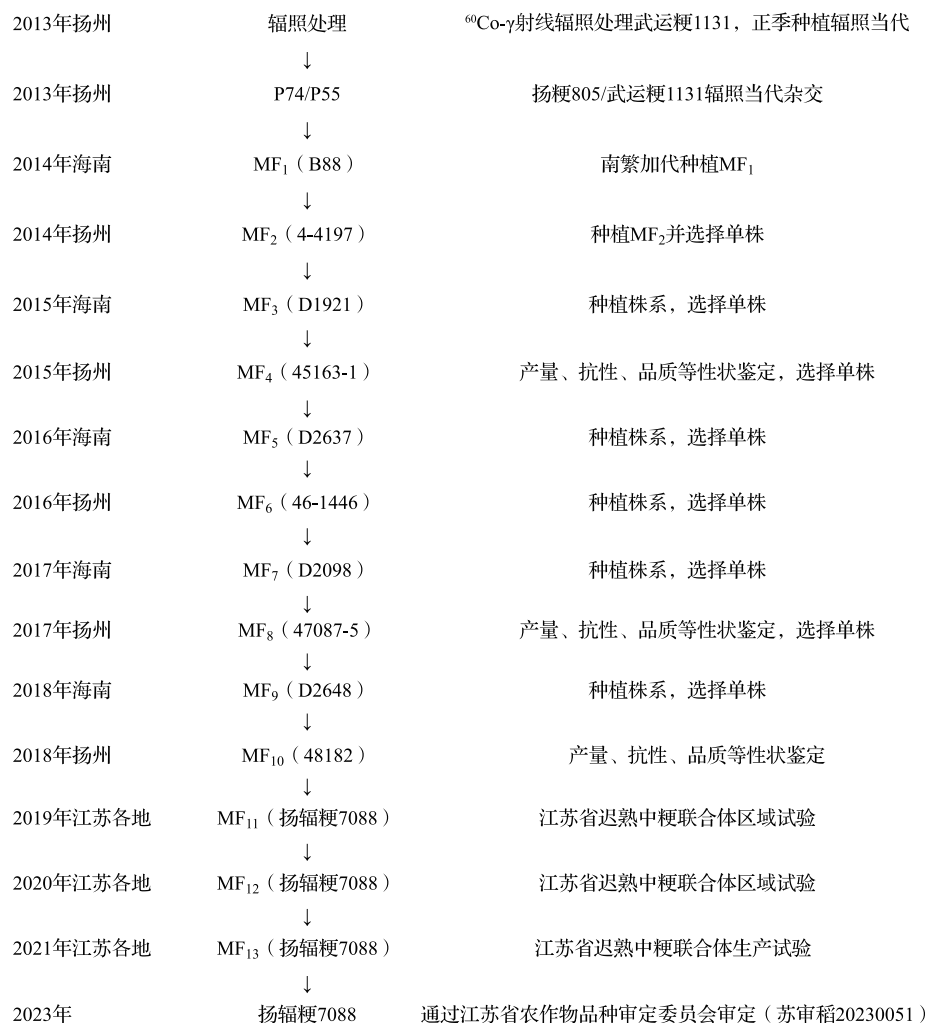 2013年扬州 辐照处理 ⁶⁰Co-γ射线辐照处理武运粳1131，正季种植辐照当代
↓
2013年扬州 P74/P55 扬粳805/武运粳1131辐照当代杂交
↓
2014年海南 MF₁（B88） 南繁加代种植MF₁
↓
2014年扬州 MF₂（4-4197） 种植MF₂并选择单株
↓
2015年海南 MF₃（D1921） 种植株系，选择单株
↓
2015年扬州 MF₄（45163-1） 产量、抗性、品质等性状鉴定，选择单株
↓
2016年海南 MF₅（D2637） 种植株系，选择单株
↓
2016年扬州 MF₆（46-1446） 种植株系，选择单株
↓
2017年海南 MF₇（D2098） 种植株系，选择单株
↓
2017年扬州 MF₈（47087-5） 产量、抗性、品质等性状鉴定，选择单株
↓
2018年海南 MF₉（D2648） 种植株系，选择单株
↓
2018年扬州 MF₁₀（48182） 产量、抗性、品质等性状鉴定
↓
2019年江苏各地 MF₁₁（扬辐粳7088） 江苏省迟熟中粳联合体区域试验
↓
2020年江苏各地 MF₁₂（扬辐粳7088） 江苏省迟熟中粳联合体区域试验
↓
2021年江苏各地 MF₁₃（扬辐粳7088） 江苏省迟熟中粳联合体生产试验
↓
2023年 扬辐粳7088 通过江苏省农作物品种审定委员会审定（苏审稻20230051）